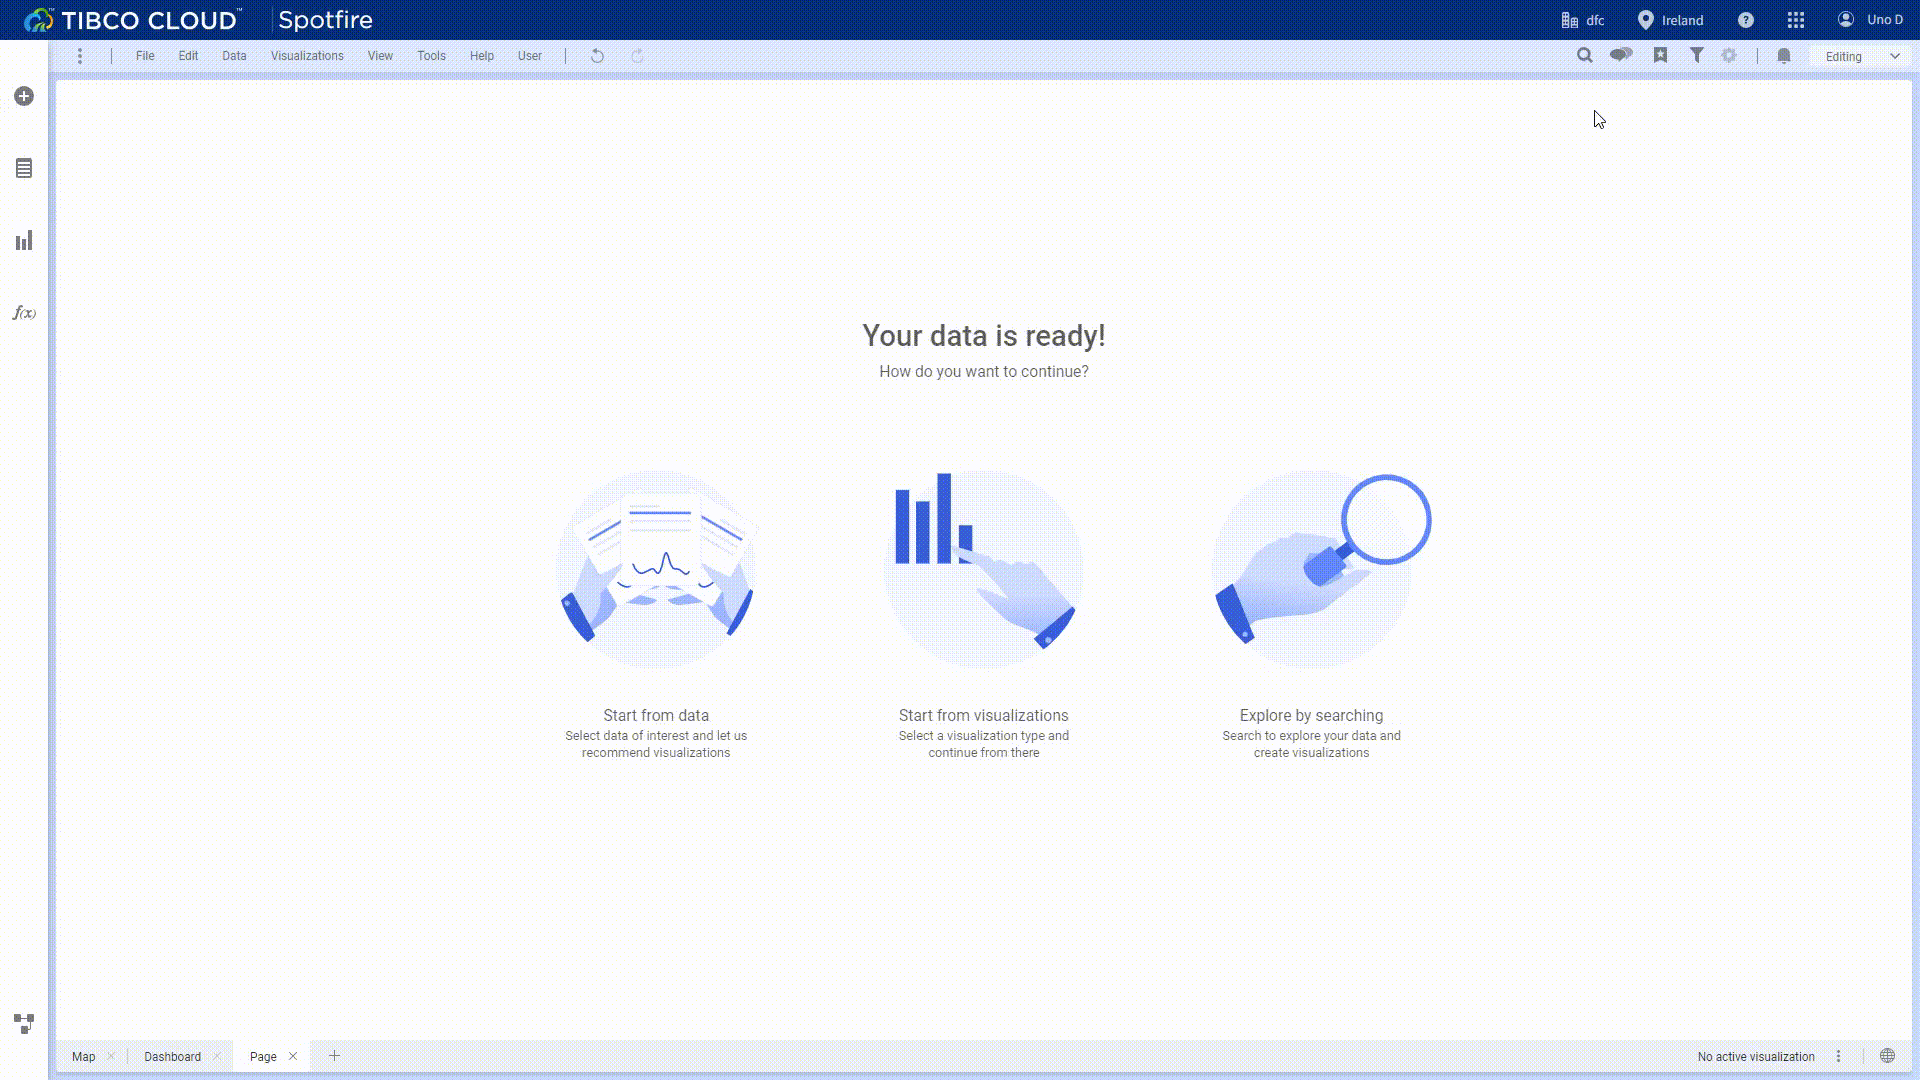 TIBCO CLOUD™ Spotfire
dfc Ireland ? Uno D
File Edit Data Visualizations View Tools Help User Editing
f(x)
Your data is ready!
How do you want to continue?
Start from data
Select data of interest and let us
recommend visualizations
Start from visualizations
Select a visualization type and
continue from there
Explore by searching
Search to explore your data and
create visualizations
Map Dashboard Page No active visualization